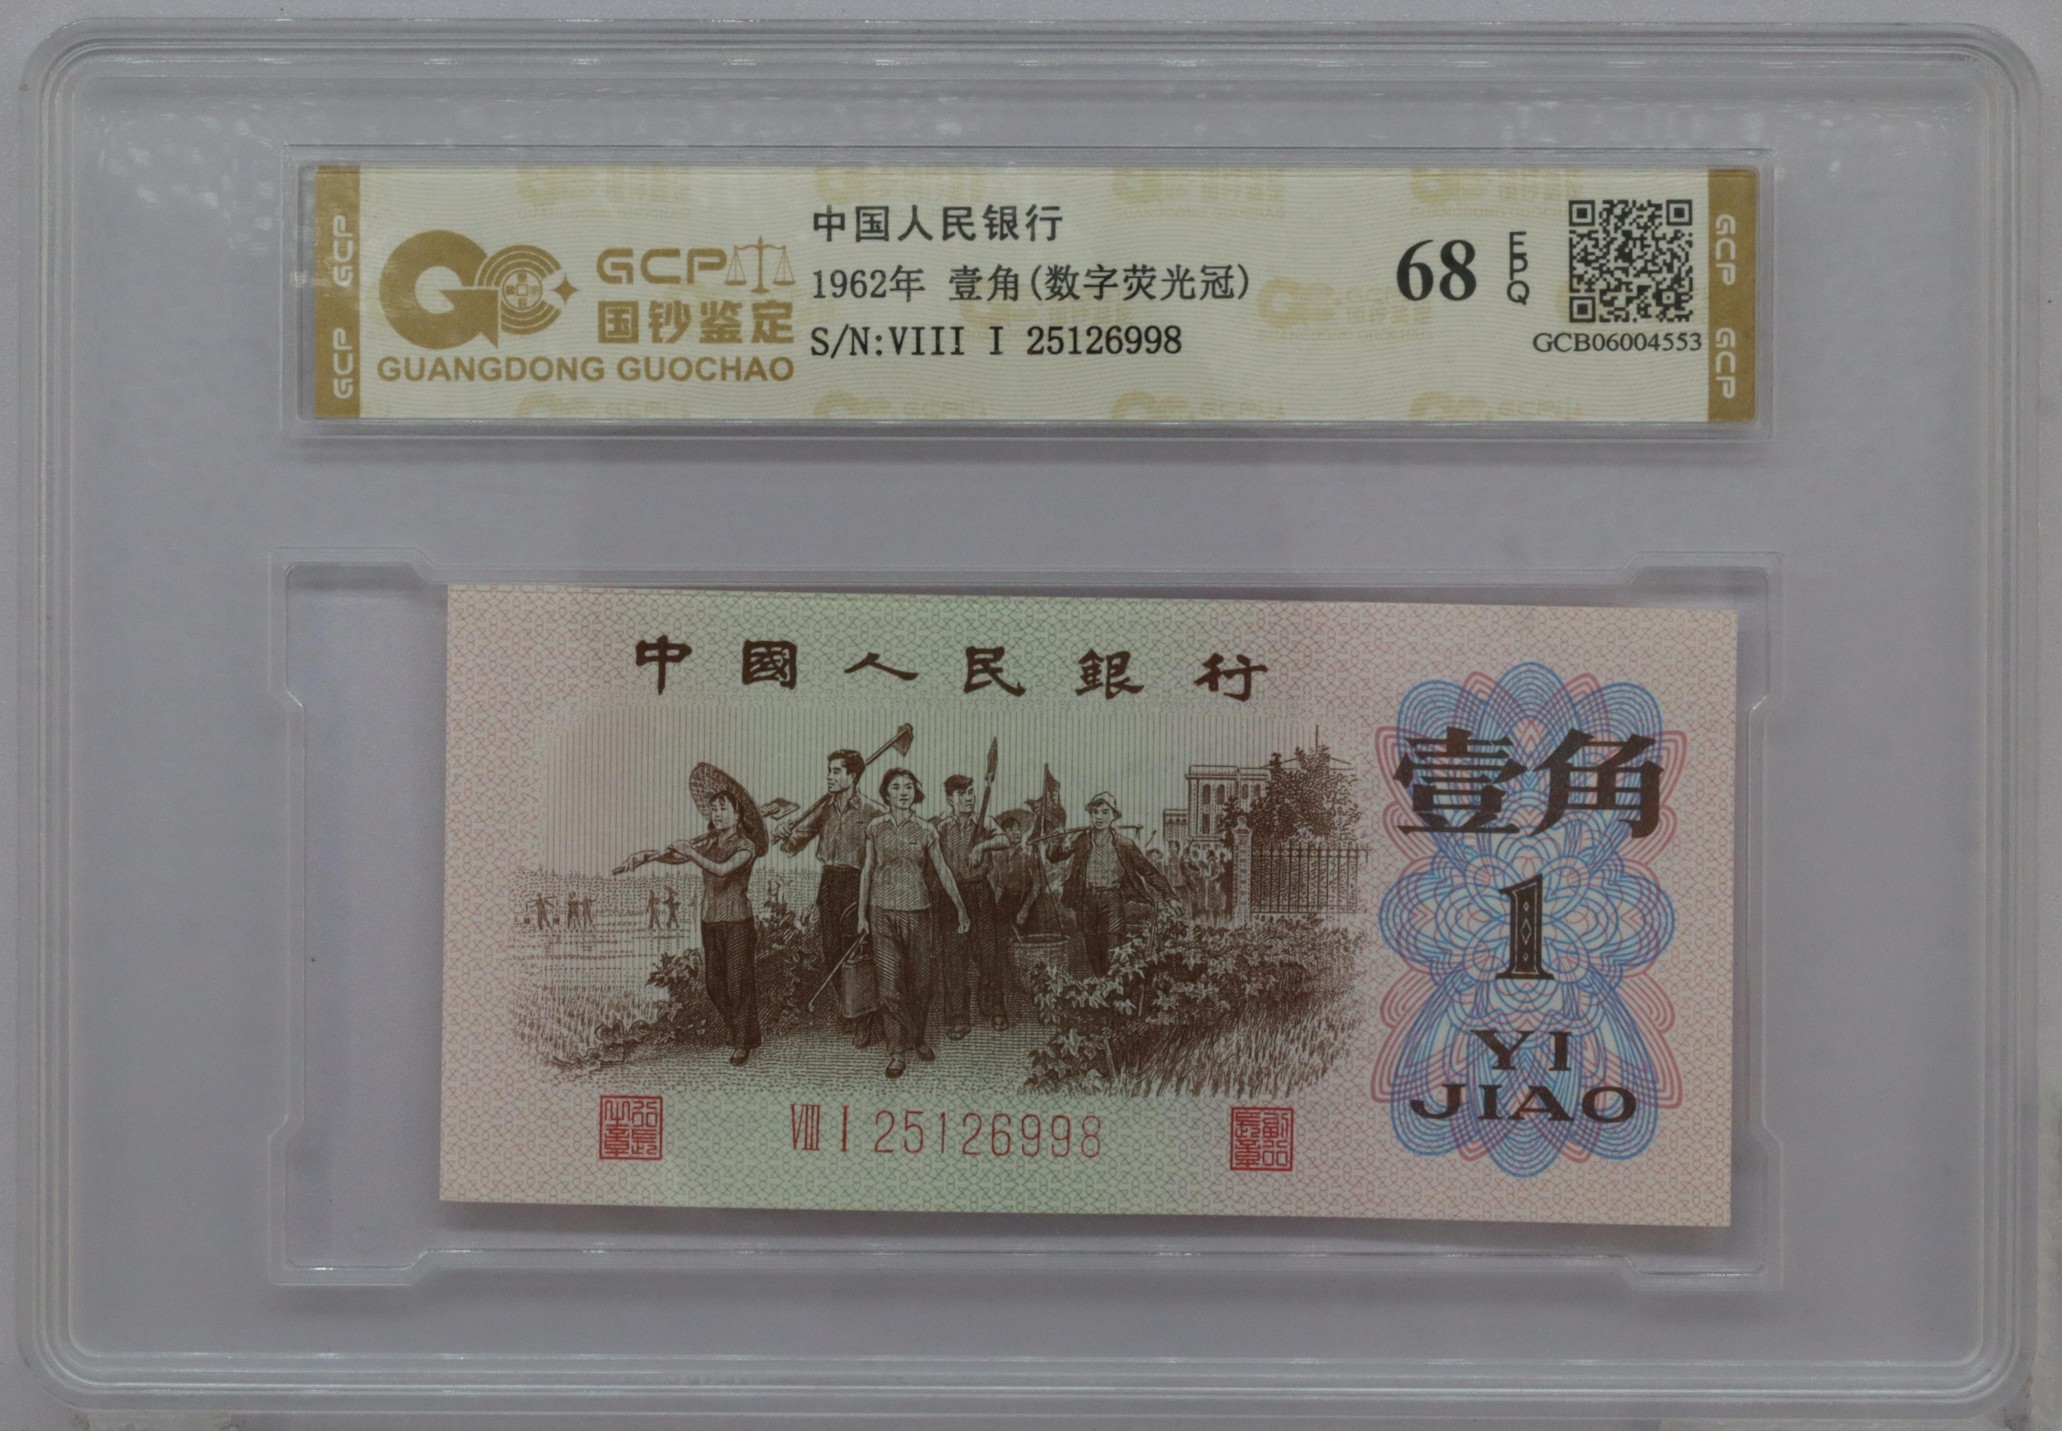 GCP GCP
GCP
国钞鉴定
GUANGDONG GUOCHAO
中国人民银行
1962年 壹角(数字荧光冠)
S/N:VIII I 25126998
68
EPQ
GCB06004553
GCP GCP
中國人民銀行
壹角
1
YI
JIAO
VIII I 25126998